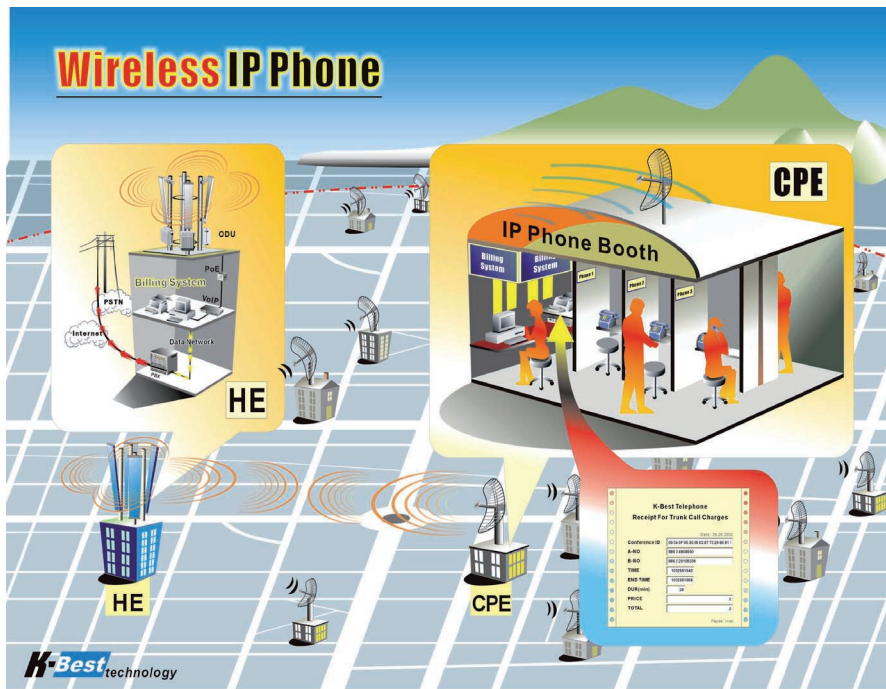 Wireless IP Phone
CPE
ODU
IP Phone Booth
PoE
Billing System
Billing
System
Billing
System
Phone 1
Phone 2
Phone 3
PSTN
VoIP
Internet
Data Network
PBX
HE
K-Best Telephone
Receipt For Trunk Call Charges
Conference ID
A-NO
B-NO
TIME
END TIME
DUR(min)
PRICE
TOTAL
HE
CPE
K-Best technology